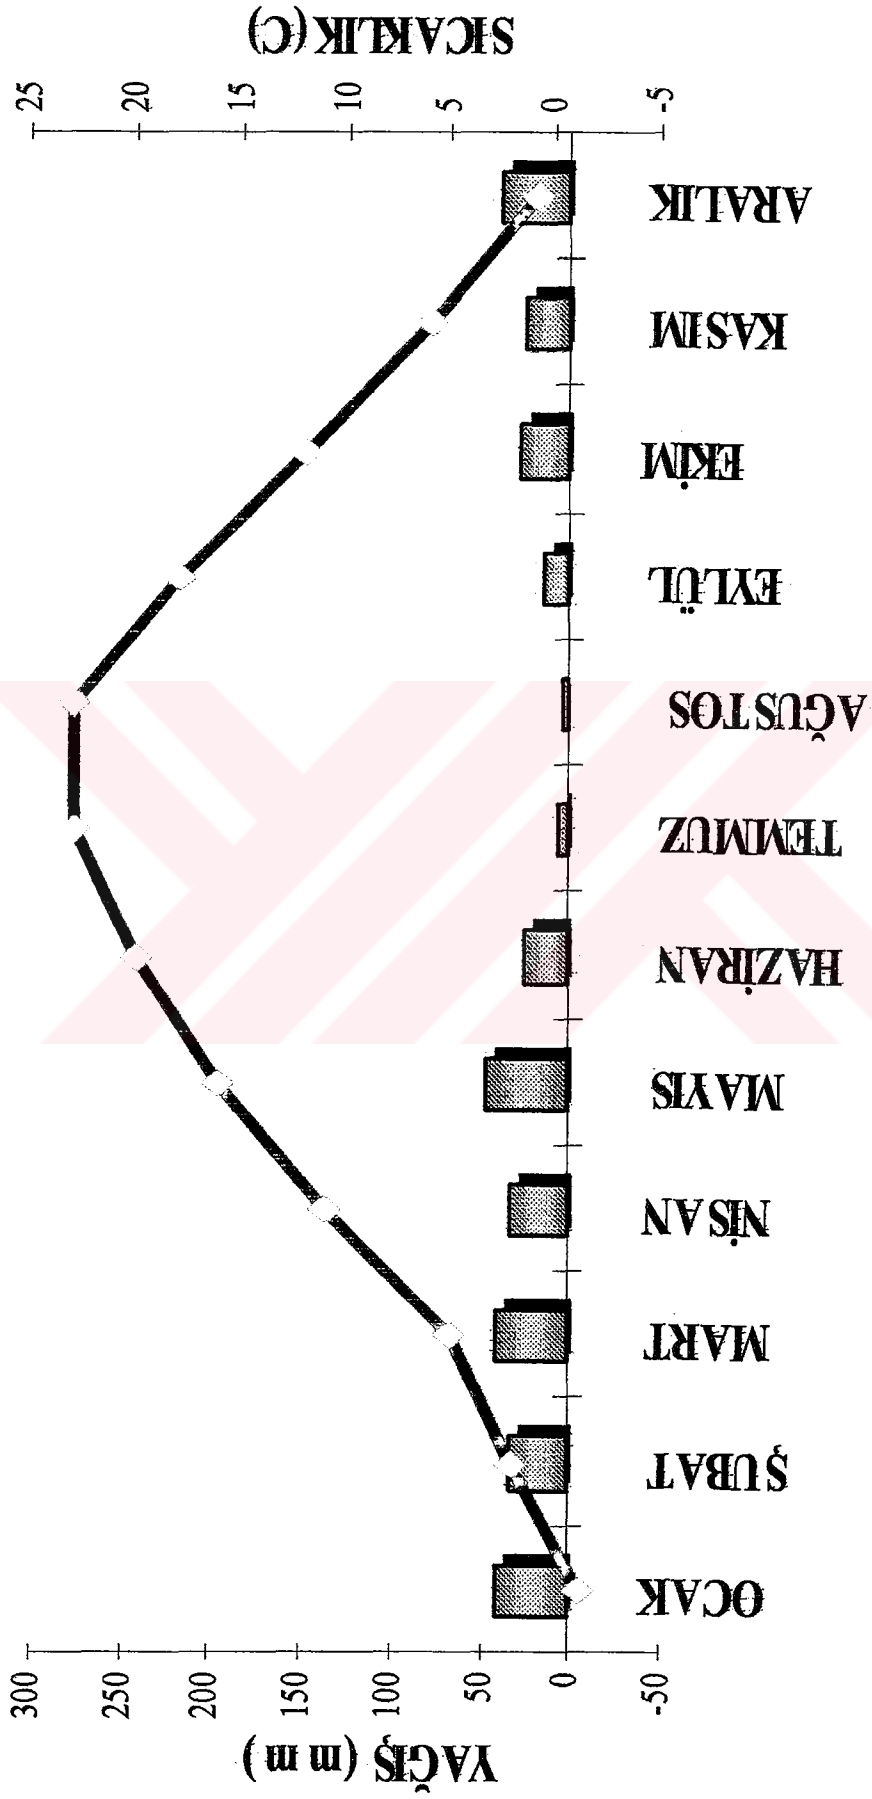 YAĞIŞ (mm)
300
250
200
150
100
50
0
-50
OCAK
ŞUBAT
MART
NİSAN
MAYIS
HAZİRAN
TEMMUZ
AĞUSTOS
EYLÜL
EKİM
KASIM
ARALIK
25
20
15
10
5
0
-5
SICAKLIK (C)